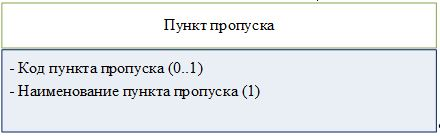 Пункт пропуска
- Код пункта пропуска (0..1)
- Наименование пункта пропуска (1)